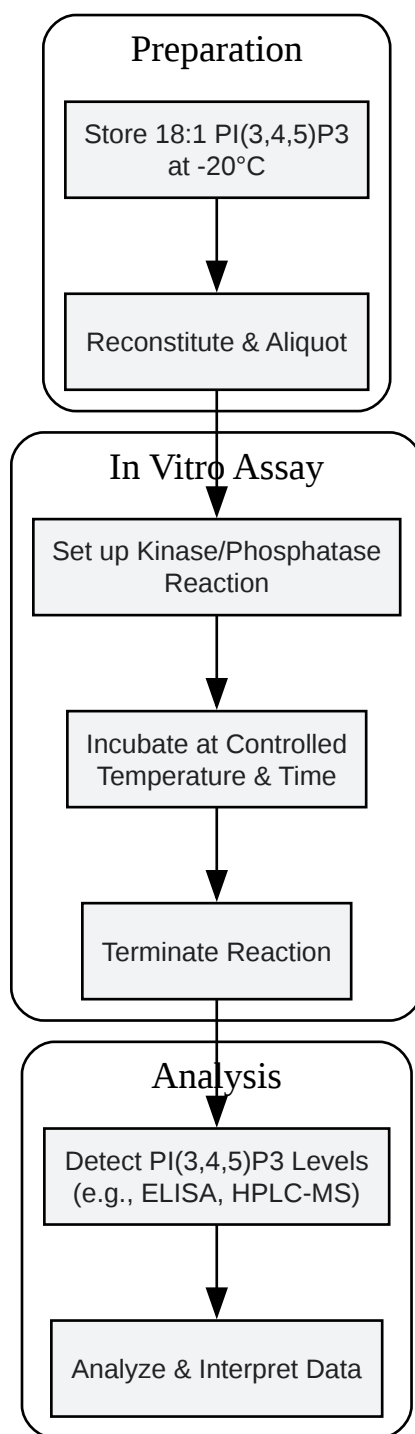 Preparation
Store 18:1 PI(3,4,5)P3
at -20°C
Reconstitute & Aliquot
In Vitro Assay
Set up Kinase/Phosphatase
Reaction
Incubate at Controlled
Temperature & Time
Terminate Reaction
Analysis
Detect PI(3,4,5)P3 Levels
(e.g., ELISA, HPLC-MS)
Analyze & Interpret Data